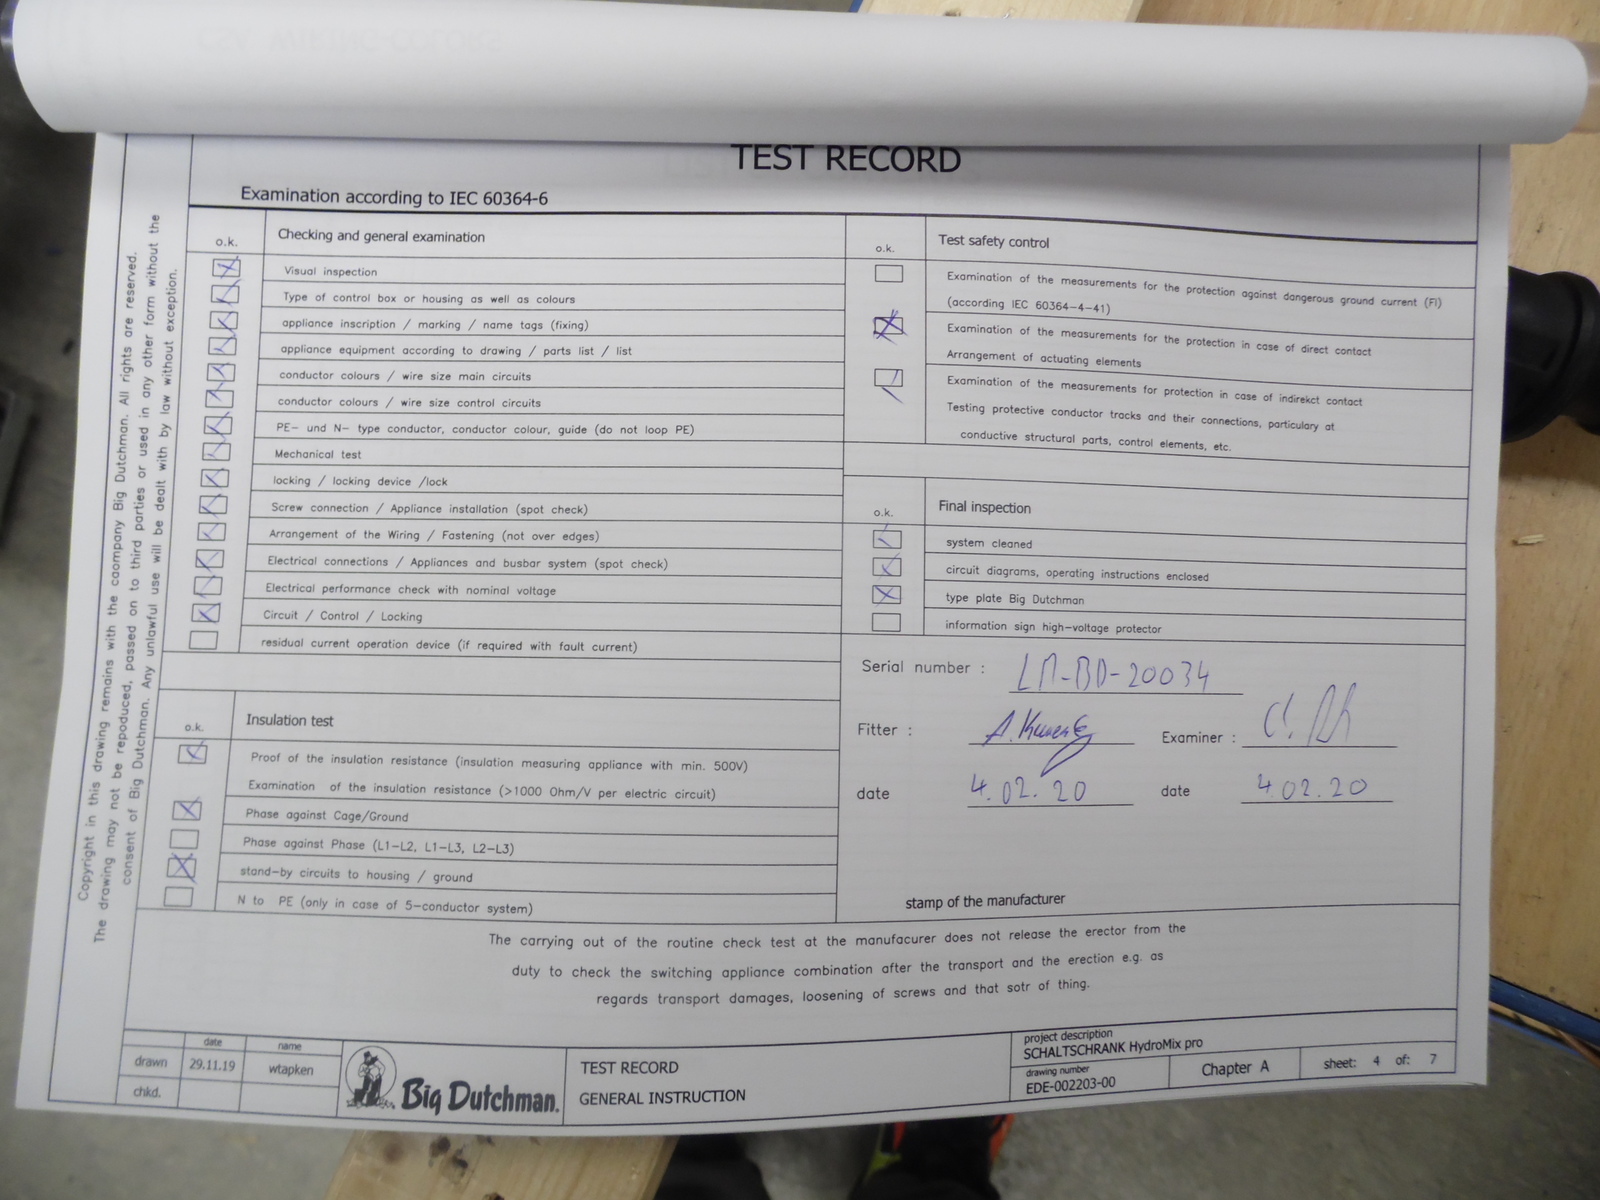 TEST RECORD
Examination according to IEC 60364-6
o.k.
Checking and general examination
Visual inspection
Type of control box or housing as well as colours
appliance inscription / marking / name tags (fixing)
appliance equipment according to drawing / parts list / list
conductor colours / wire size main circuits
conductor colours / wire size control circuits
PE- und N- type conductor, conductor colour, guide (do not loop PE)
Mechanical test
locking / locking device /lock
Screw connection / Appliance installation (spot check)
Arrangement of the Wiring / Fastening (not over edges)
Electrical connections / Appliances and busbar system (spot check)
Electrical performance check with nominal voltage
Circuit / Control / Locking
residual current operation device (if required with fault current)
o.k.
Insulation test
Proof of the insulation resistance (insulation measuring appliance with min. 500V)
Examination of the insulation resistance (>1000 Ohm/V per electric circuit)
Phase against Cage/Ground
Phase against Phase (L1-L2, L1-L3, L2-L3)
stand-by circuits to housing / ground
N to PE (only in case of 5-conductor system)
o.k.
Test safety control
Examination of the measurements for the protection against dangerous ground current (FI)
(according IEC 60364-4-41)
Examination of the measurements for the protection in case of direct contact
Arrangement of actuating elements
Examination of the measurements for protection in case of indirekct contact
Testing protective conductor tracks and their connections, particulary at
conductive structural parts, control elements, etc.
o.k.
Final inspection
system cleaned
circuit diagrams, operating instructions enclosed
type plate Big Dutchman
information sign high-voltage protector
Serial number : LM-BD-20034
Fitter :
Examiner :
date 4.02.20
date 4.02.20
stamp of the manufacturer
The carrying out of the routine check test at the manufacurer does not release the erector from the
duty to check the switching appliance combination after the transport and the erection e.g. as
regards transport damages, loosening of screws and that sotr of thing.
Copyright in this drawing remains with the caompany Big Dutchman. All rights are reserved.
The drawing may not be repoduced, passed on to third parties or used in any other form without the
consent of Big Dutchman. Any unlawful use will be dealt with by law without exception.
date name
drawn 29.11.19 wtapken
chkd.
Big Dutchman.
TEST RECORD
GENERAL INSTRUCTION
project description
SCHALTSCHRANK HydroMix pro
drawing number
EDE-002203-00
Chapter A
sheet: 4 of: 7